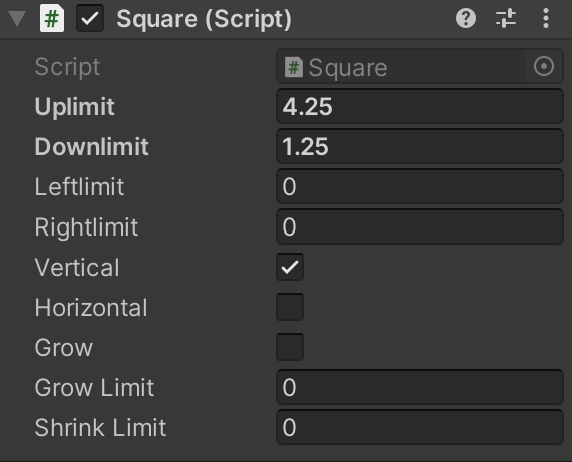 # Square (Script)
Script # Square
Uplimit 4.25
Downlimit 1.25
Leftlimit 0
Rightlimit 0
Vertical
Horizontal
Grow
Grow Limit 0
Shrink Limit 0